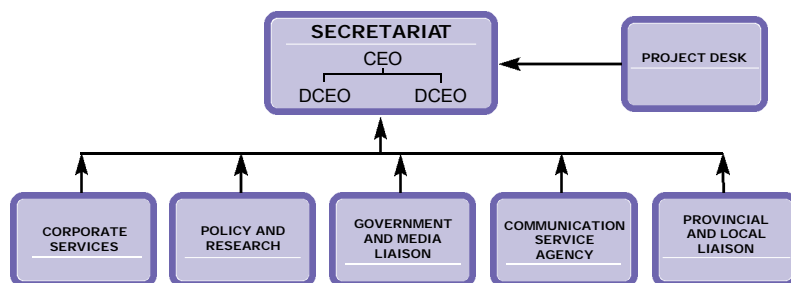 SECRETARIAT
CEO
DCEO DCEO
PROJECT DESK
CORPORATE
SERVICES
POLICY AND
RESEARCH
GOVERNMENT
AND MEDIA
LIAISON
COMMUNICATION
SERVICE
AGENCY
PROVINCIAL
AND LOCAL
LIAISON